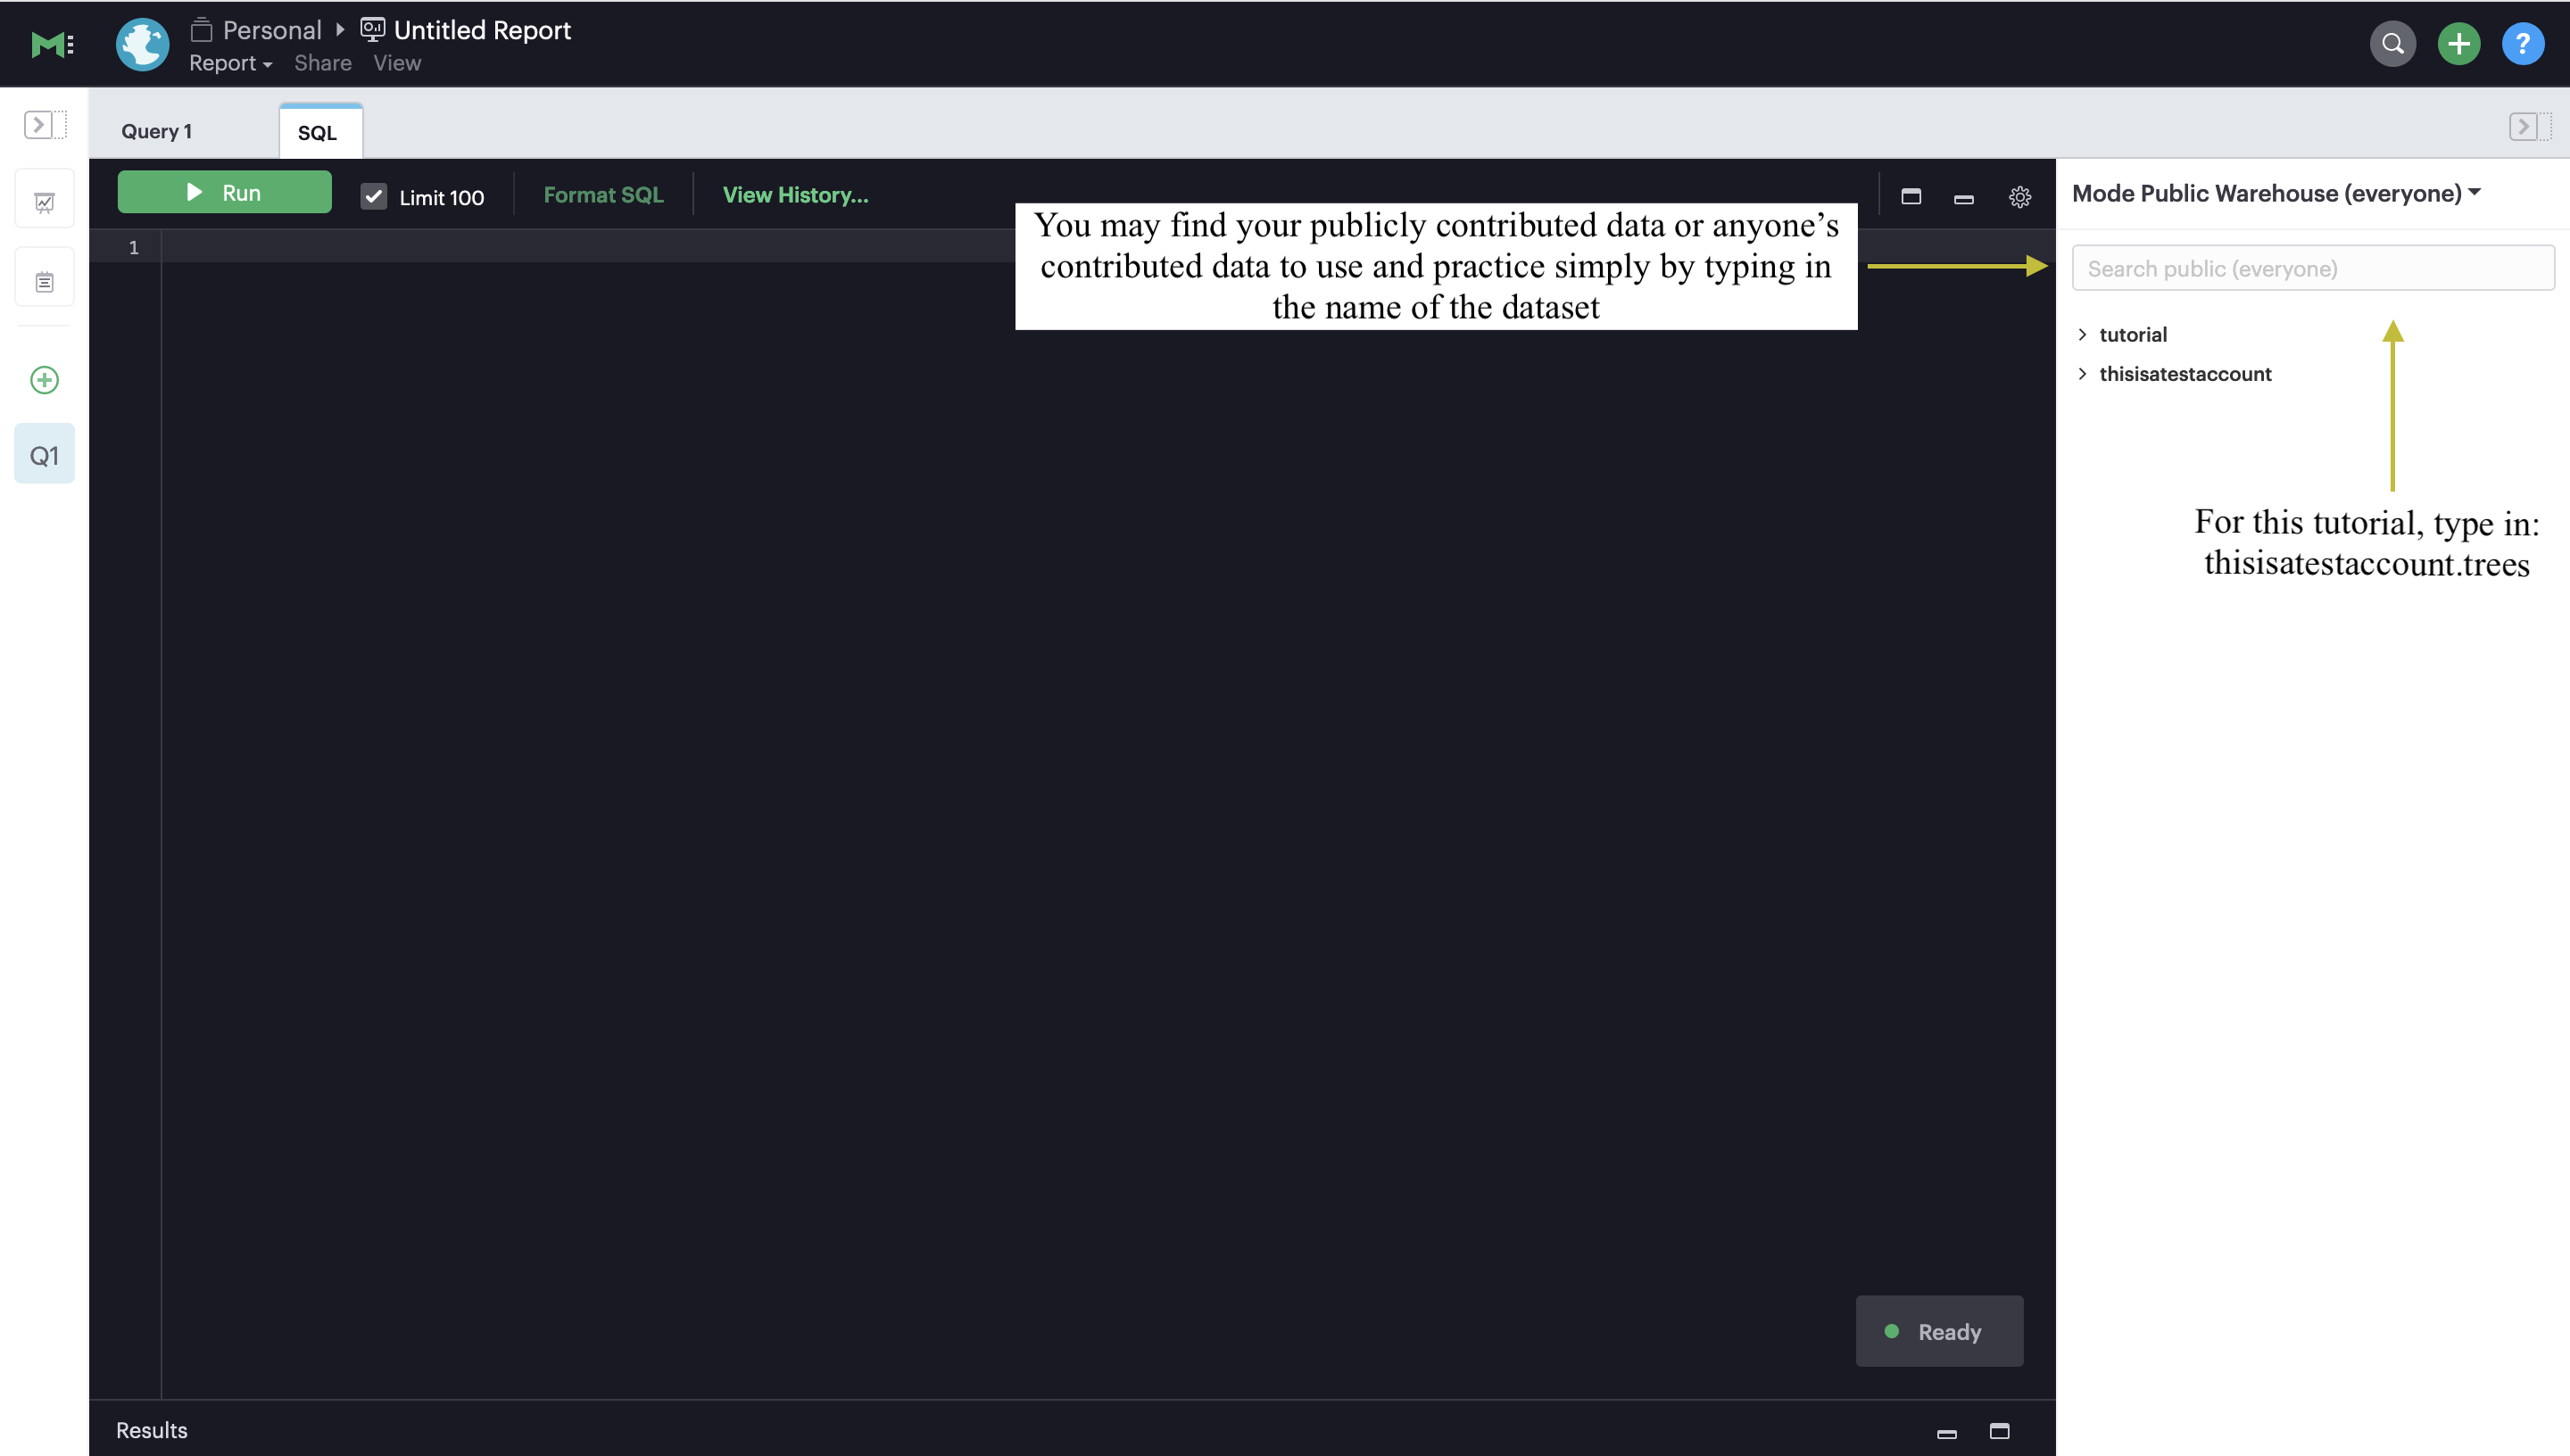 Personal
Untitled Report
Report
Share
View
?
Query 1
SQL
Run
Limit 100
Format SQL
View History...
Mode Public Warehouse (everyone)
1
You may find your publicly contributed data or anyone’s
contributed data to use and practice simply by typing in
the name of the dataset
Search public (everyone)
tutorial
thisisatestaccount
Q1
For this tutorial, type in:
thisisatestaccount.trees
Ready
Results